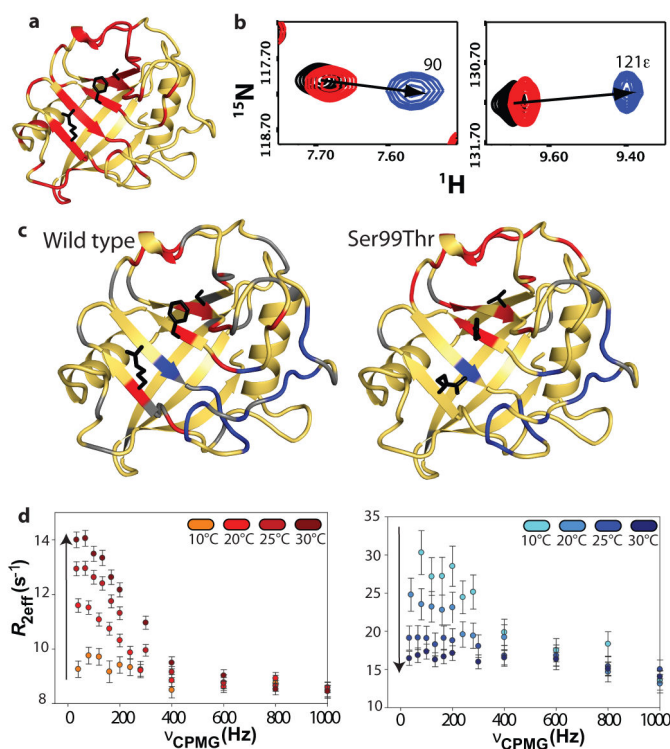 a
b
90
121ε
117.70
118.70
130.70
131.70
15N
7.70 7.60
9.60 9.40
1H
c
Wild type
Ser99Thr
d
10°C 20°C 25°C 30°C
10°C 20°C 25°C 30°C
14
12
10
8
35
30
25
20
15
10
R2eff (s-1)
0 200 400 600 800 1000
0 200 400 600 800 1000
νCPMG(Hz)
νCPMG(Hz)